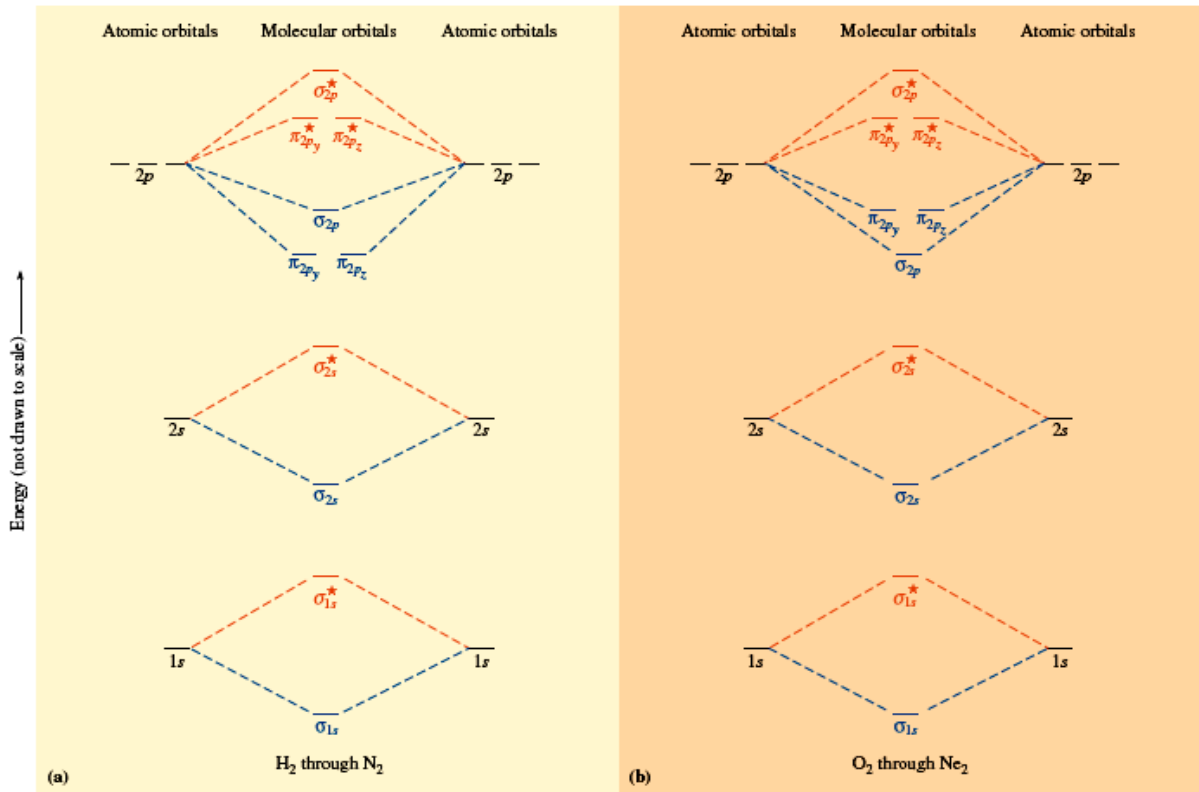 Atomic orbitals Molecular orbitals Atomic orbitals
σ★2p
π★2py π★2pz
2p 2p
σ2p
π2py π2pz
σ★2s
2s 2s
σ2s
σ★1s
1s 1s
σ1s
(a) H2 through N2
Atomic orbitals Molecular orbitals Atomic orbitals
σ★2p
π★2py π★2pz
2p 2p
π2py π2pz
σ2p
σ★2s
2s 2s
σ2s
σ★1s
1s 1s
σ1s
(b) O2 through Ne2
Energy (not drawn to scale)